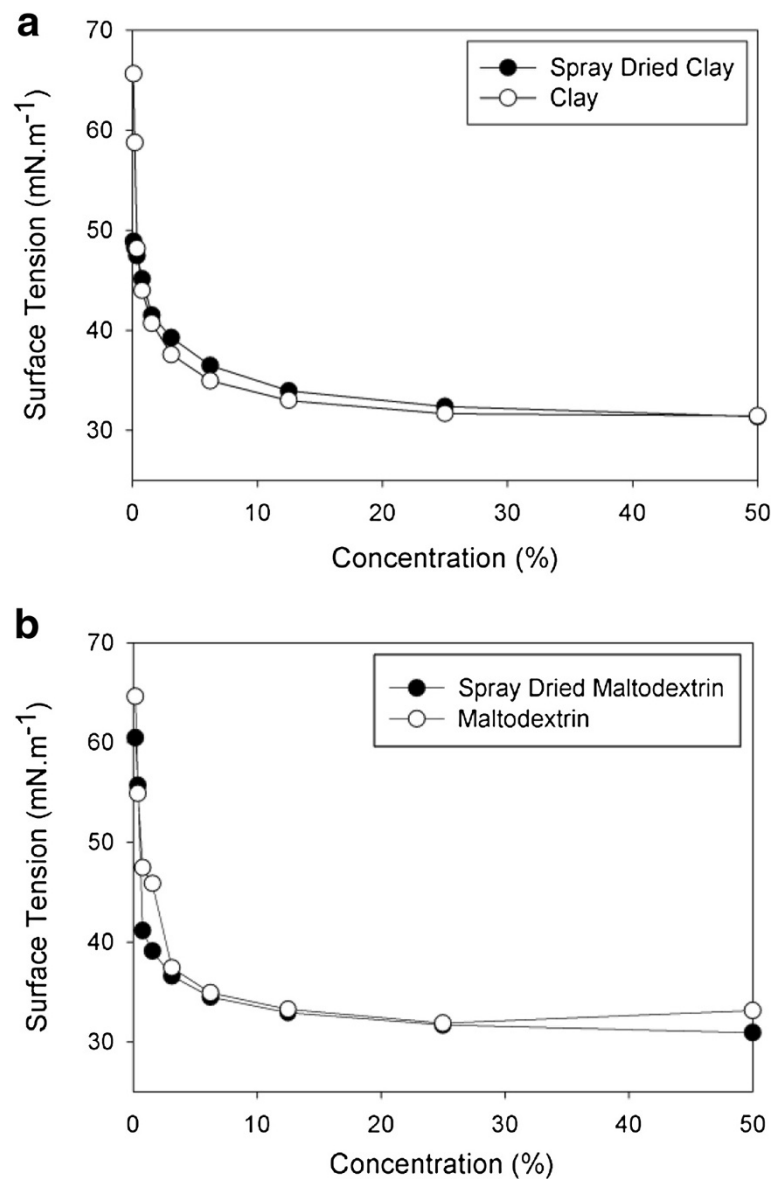 a
70
60
50
40
30
Surface Tension (mN.m⁻¹)
Spray Dried Clay
Clay
0 10 20 30 40 50
Concentration (%)
b
70
60
50
40
30
Surface Tension (mN.m⁻¹)
Spray Dried Maltodextrin
Maltodextrin
0 10 20 30 40 50
Concentration (%)